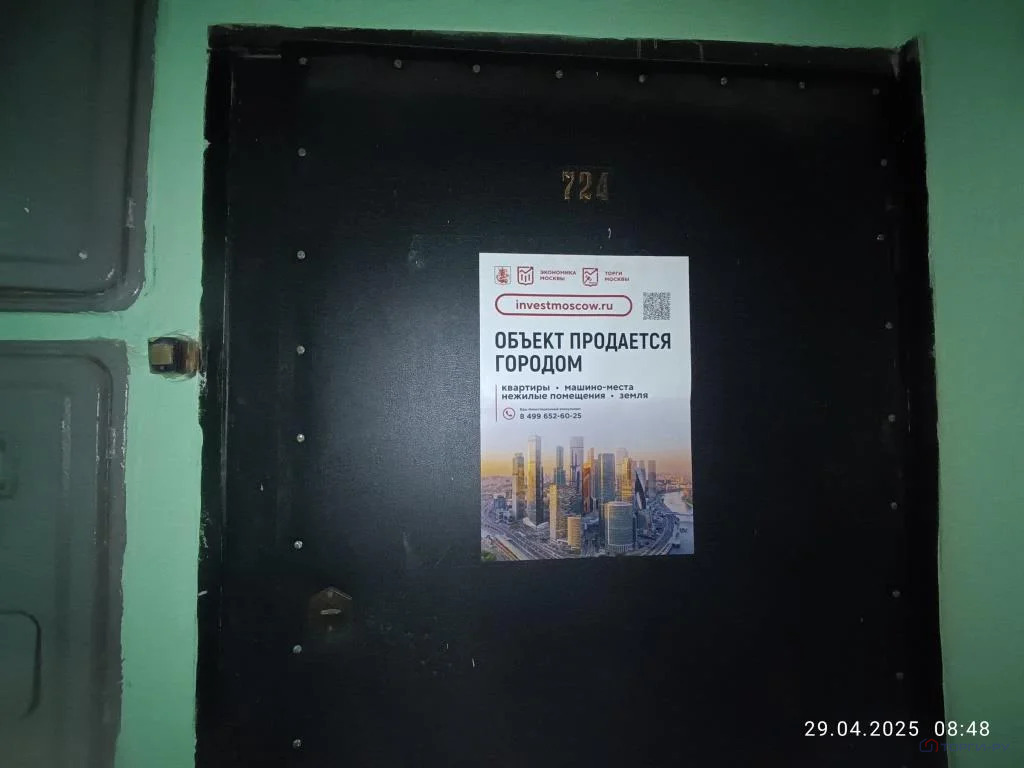 724
ЭКОНОМИКА МОСКВЫ
ТОРГИ МОСКВЫ
investmoscow.ru
ОБЪЕКТ ПРОДАЕТСЯ
ГОРОДОМ
квартиры • машино-места
нежилые помещения • земля
8 499 652-60-25
29.04.2025 08:48